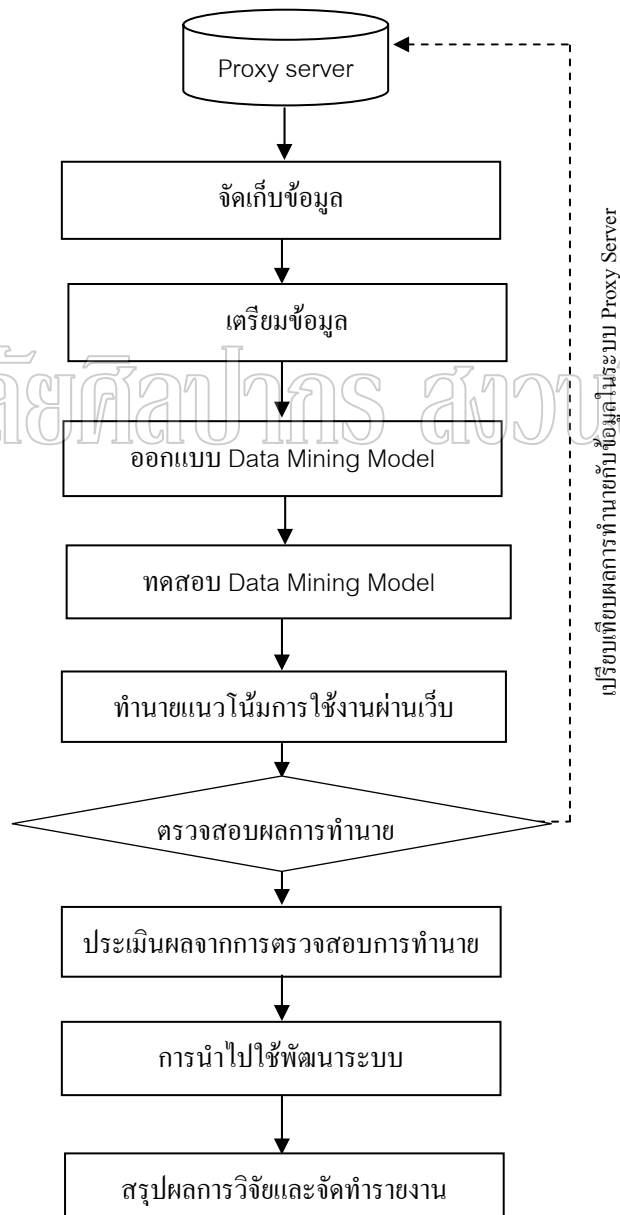 Proxy server
จัดเก็บข้อมูล
เตรียมข้อมูล
ออกแบบ Data Mining Model
ทดสอบ Data Mining Model
ทำนายแนวโน้มการใช้งานผ่านเว็บ
ตรวจสอบผลการทำนาย
ประเมินผลจากการตรวจสอบการทำนาย
การนำไปใช้พัฒนาระบบ
สรุปผลการวิจัยและจัดทำรายงาน
เปรียบเทียบผลการทำนายกับข้อมูลในระบบ Proxy Server